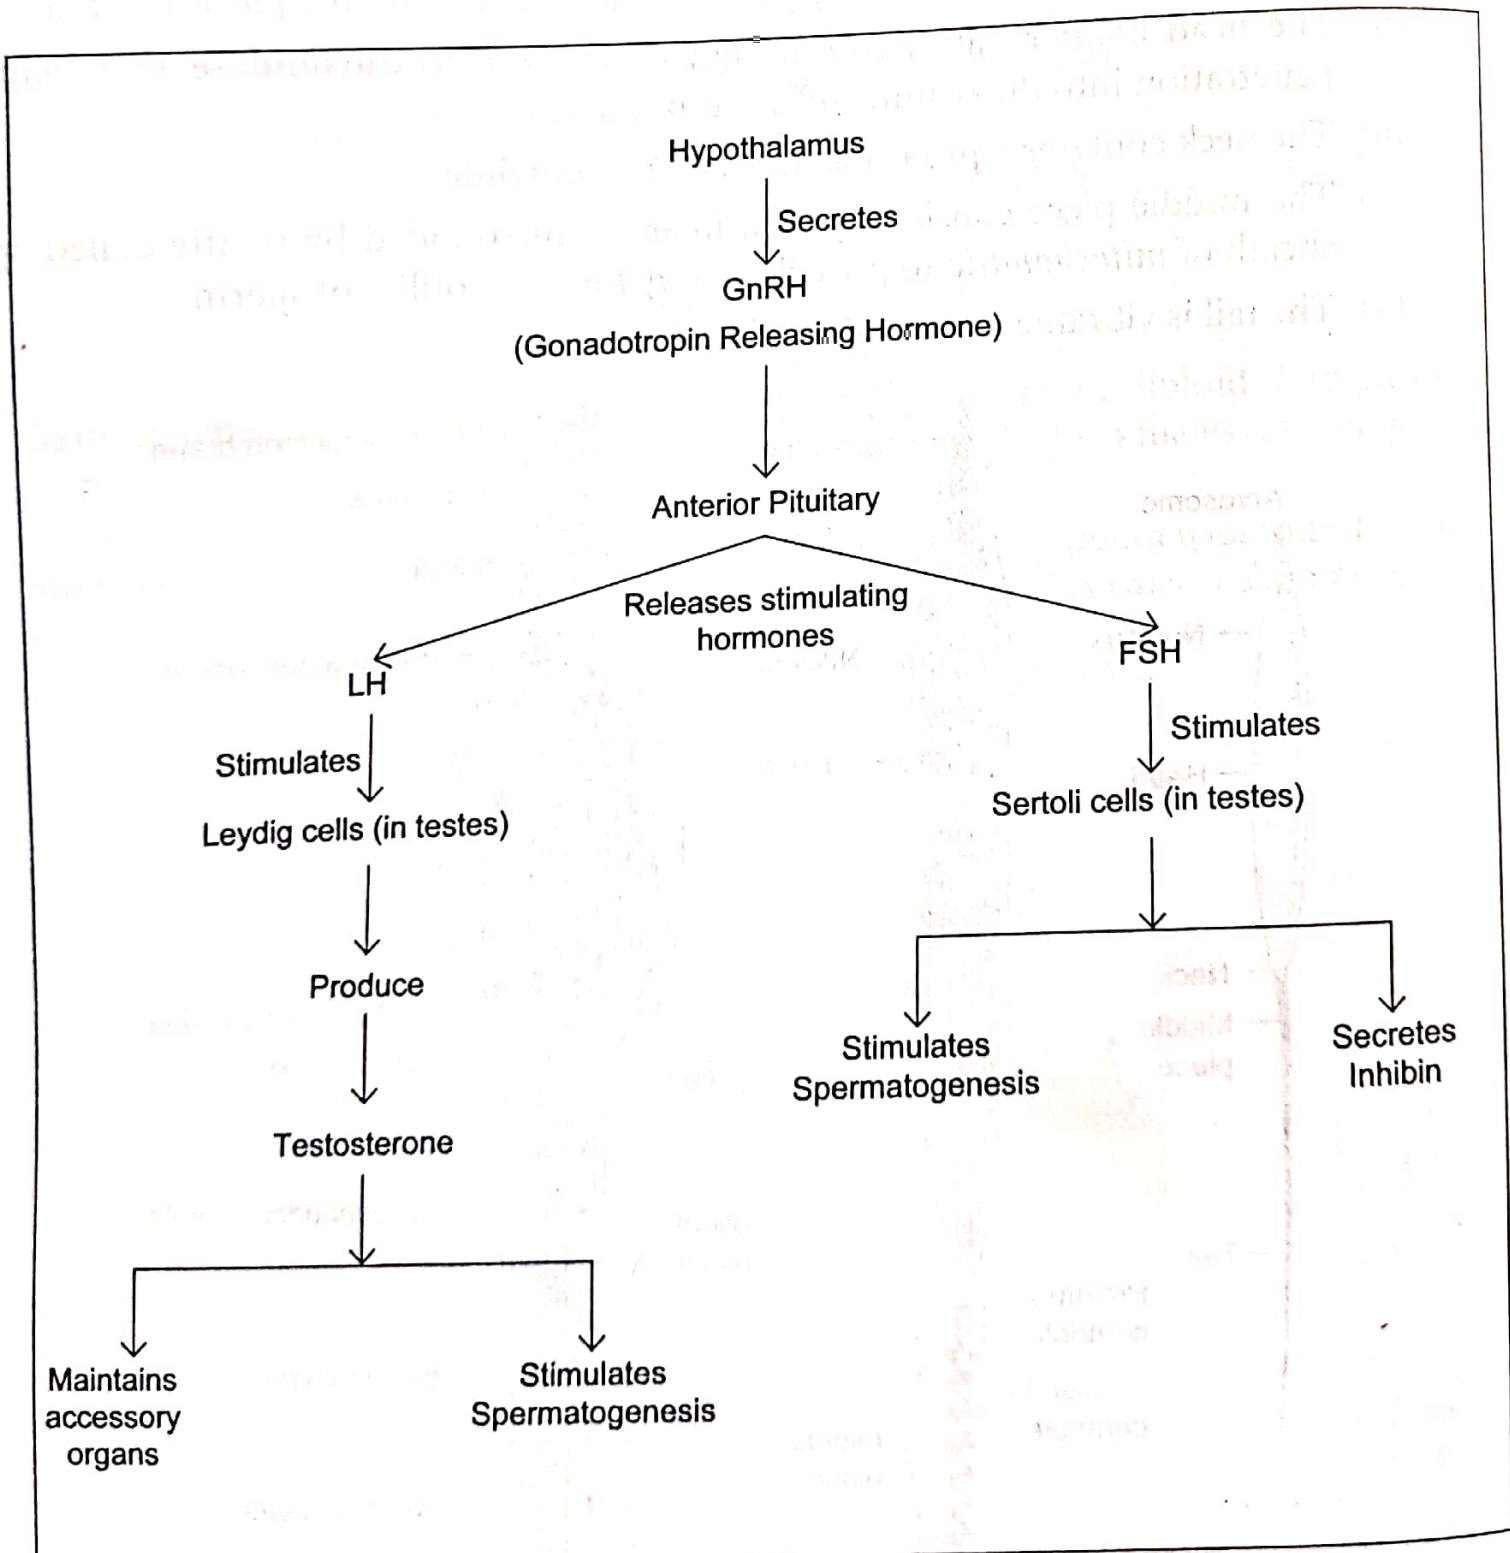 Hypothalamus
Secretes
GnRH
(Gonadotropin Releasing Hormone)
Anterior Pituitary
Releases stimulating
hormones
LH
FSH
Stimulates
Stimulates
Leydig cells (in testes)
Sertoli cells (in testes)
Produce
Stimulates
Spermatogenesis
Secretes
Inhibin
Testosterone
Maintains
accessory
organs
Stimulates
Spermatogenesis